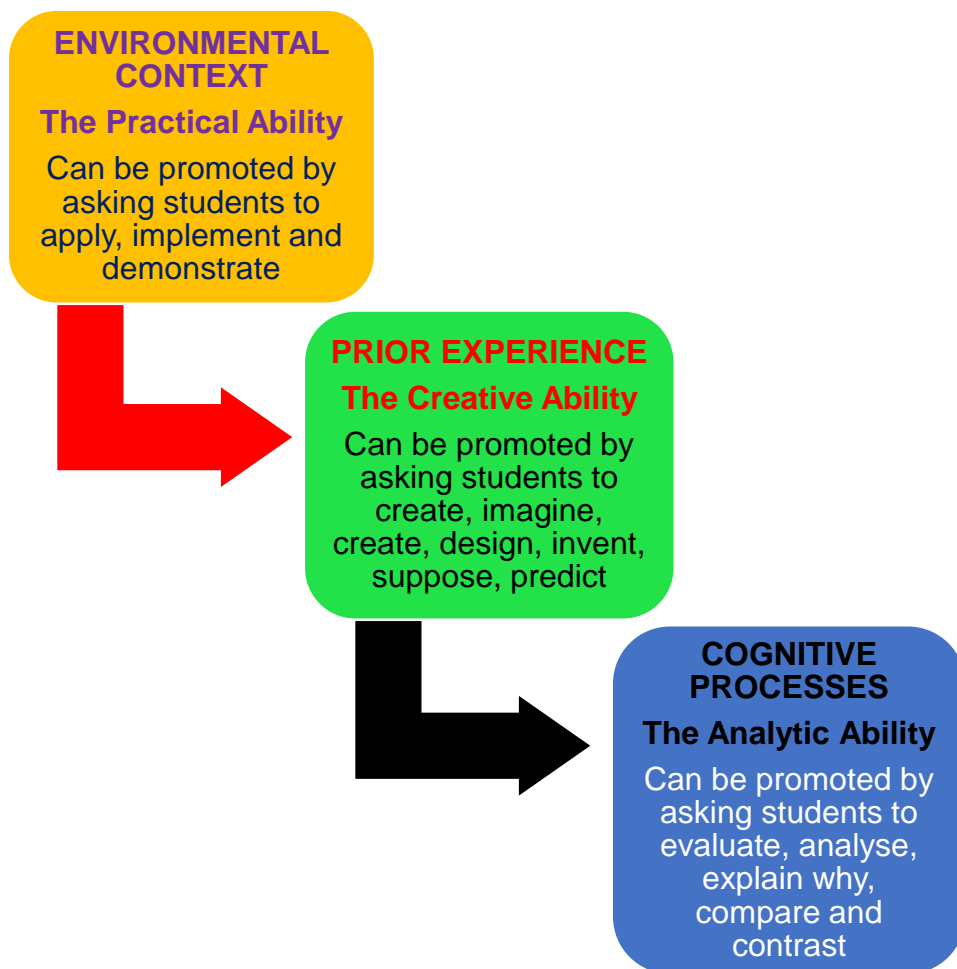 ENVIRONMENTAL
CONTEXT
The Practical Ability
Can be promoted by
asking students to
apply, implement and
demonstrate
PRIOR EXPERIENCE
The Creative Ability
Can be promoted by
asking students to
create, imagine,
create, design, invent,
suppose, predict
COGNITIVE
PROCESSES
The Analytic Ability
Can be promoted by
asking students to
evaluate, analyse,
explain why,
compare and
contrast